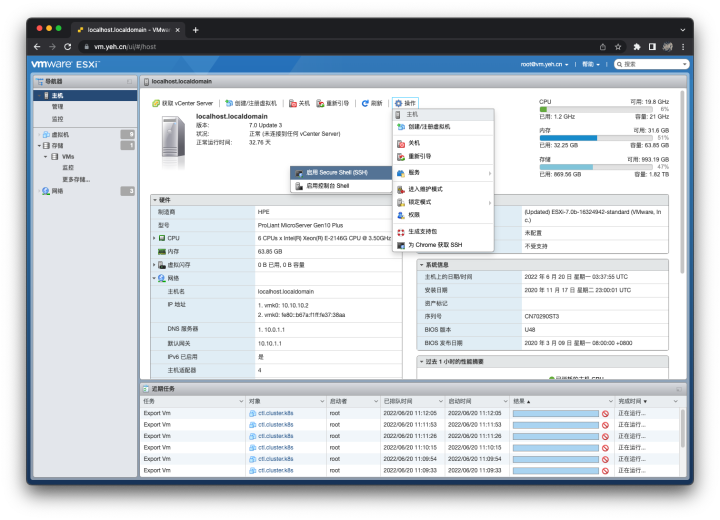 localhost.localdomain - VMwar
vm.yeh.cn/ui/#/host
vmware ESXi
root@vm.yeh.cn
帮助
搜索
导航器
主机
管理
监控
虚拟机
9
存储
1
VMs
监控
更多存储...
网络
3
localhost.localdomain
获取 vCenter Server
创建/注册虚拟机
关机
重新引导
刷新
操作
localhost.localdomain
版本: 7.0 Update 3
状况: 正常 (未连接到任何 vCenter Server)
正常运行时间: 32.76 天
CPU 可用: 19.8 GHz
6%
已用: 1.2 GHz 容量: 21 GHz
内存 可用: 31.6 GB
51%
已用: 32.25 GB 容量: 63.85 GB
存储 可用: 993.19 GB
47%
已用: 869.56 GB 容量: 1.82 TB
主机
创建/注册虚拟机
关机
重新引导
服务
进入维护模式
锁定模式
权限
生成支持包
为 Chrome 获取 SSH
启用 Secure Shell (SSH)
启用控制台 Shell
硬件
制造商 HPE
型号 ProLiant MicroServer Gen10 Plus
CPU 6 CPUs x Intel(R) Xeon(R) E-2146G CPU @ 3.50GHz
内存 63.85 GB
虚拟闪存 0 B 已用, 0 B 容量
网络
主机名 localhost.localdomain
IP 地址 1. vmk0: 10.10.10.2
2. vmk0: fe80::b67a:f1ff:fe37:38aa
DNS 服务器 1. 10.0.1.1
默认网关 10.10.1.1
IPv6 已启用 是
主机适配器 4
(Updated) ESXi-7.0b-16324942-standard (VMware, In
c.)
未配置
不受支持
系统信息
主机上的日期/时间 2022 年 6 月 20 日 星期一 03:37:55 UTC
安装日期 2020 年 11 月 17 日 星期二 23:00:01 UTC
资产标记
序列号 CN70290ST3
BIOS 版本 U48
BIOS 发布日期 2020 年 3 月 09 日 星期一 08:00:00 +0800
过去 1 小时的性能摘要
近期任务
任务 对象 启动者 已排队时间 启动时间 结果 ▲ 完成时间 ▼
Export Vm ctl.cluster.k8s root 2022/06/20 11:12:05 2022/06/20 11:12:05 正在运行...
Export Vm ctl.cluster.k8s root 2022/06/20 11:11:53 2022/06/20 11:11:53 正在运行...
Export Vm ctl.cluster.k8s root 2022/06/20 11:11:26 2022/06/20 11:11:26 正在运行...
Export Vm ctl.cluster.k8s root 2022/06/20 11:10:15 2022/06/20 11:10:15 正在运行...
Export Vm ctl.cluster.k8s root 2022/06/20 11:09:54 2022/06/20 11:09:54 正在运行...
Export Vm ctl.cluster.k8s root 2022/06/20 11:09:33 2022/06/20 11:09:33 正在运行...